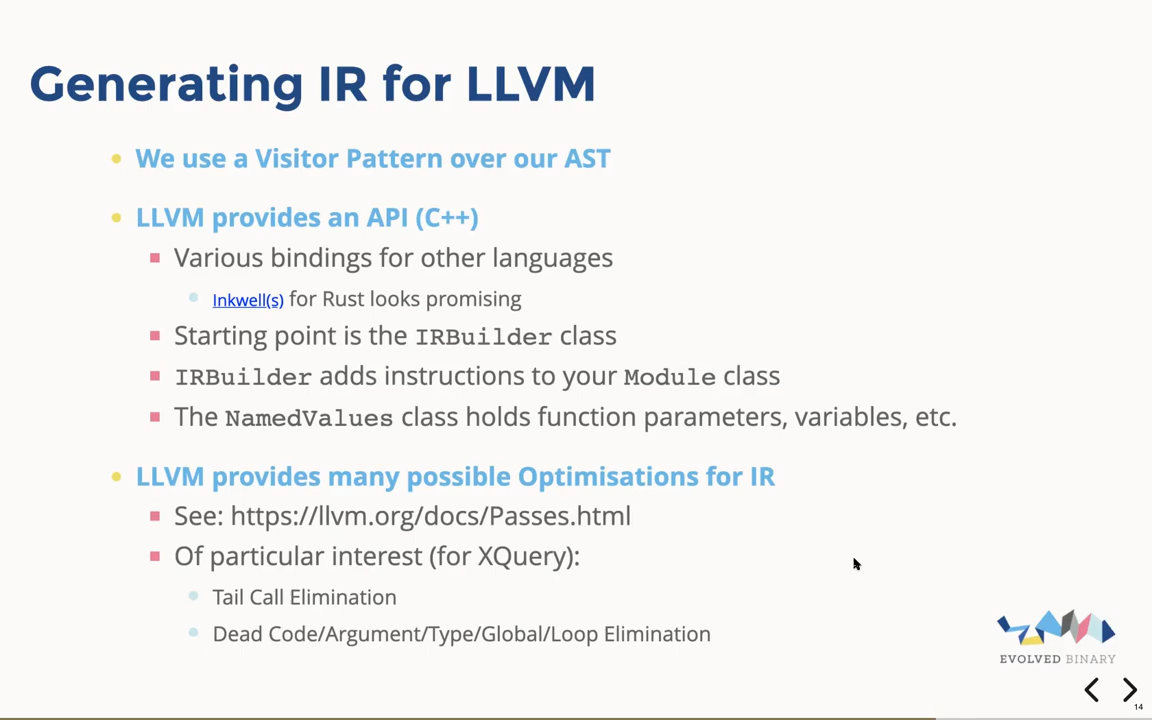 Generating IR for LLVM
We use a Visitor Pattern over our AST
LLVM provides an API (C++)
Various bindings for other languages
Inkwell(s) for Rust looks promising
Starting point is the IRBuilder class
IRBuilder adds instructions to your Module class
The NamedValues class holds function parameters, variables, etc.
LLVM provides many possible Optimisations for IR
See: https://llvm.org/docs/Passes.html
Of particular interest (for XQuery):
Tail Call Elimination
Dead Code/Argument/Type/Global/Loop Elimination
EVOLVED BINARY
14